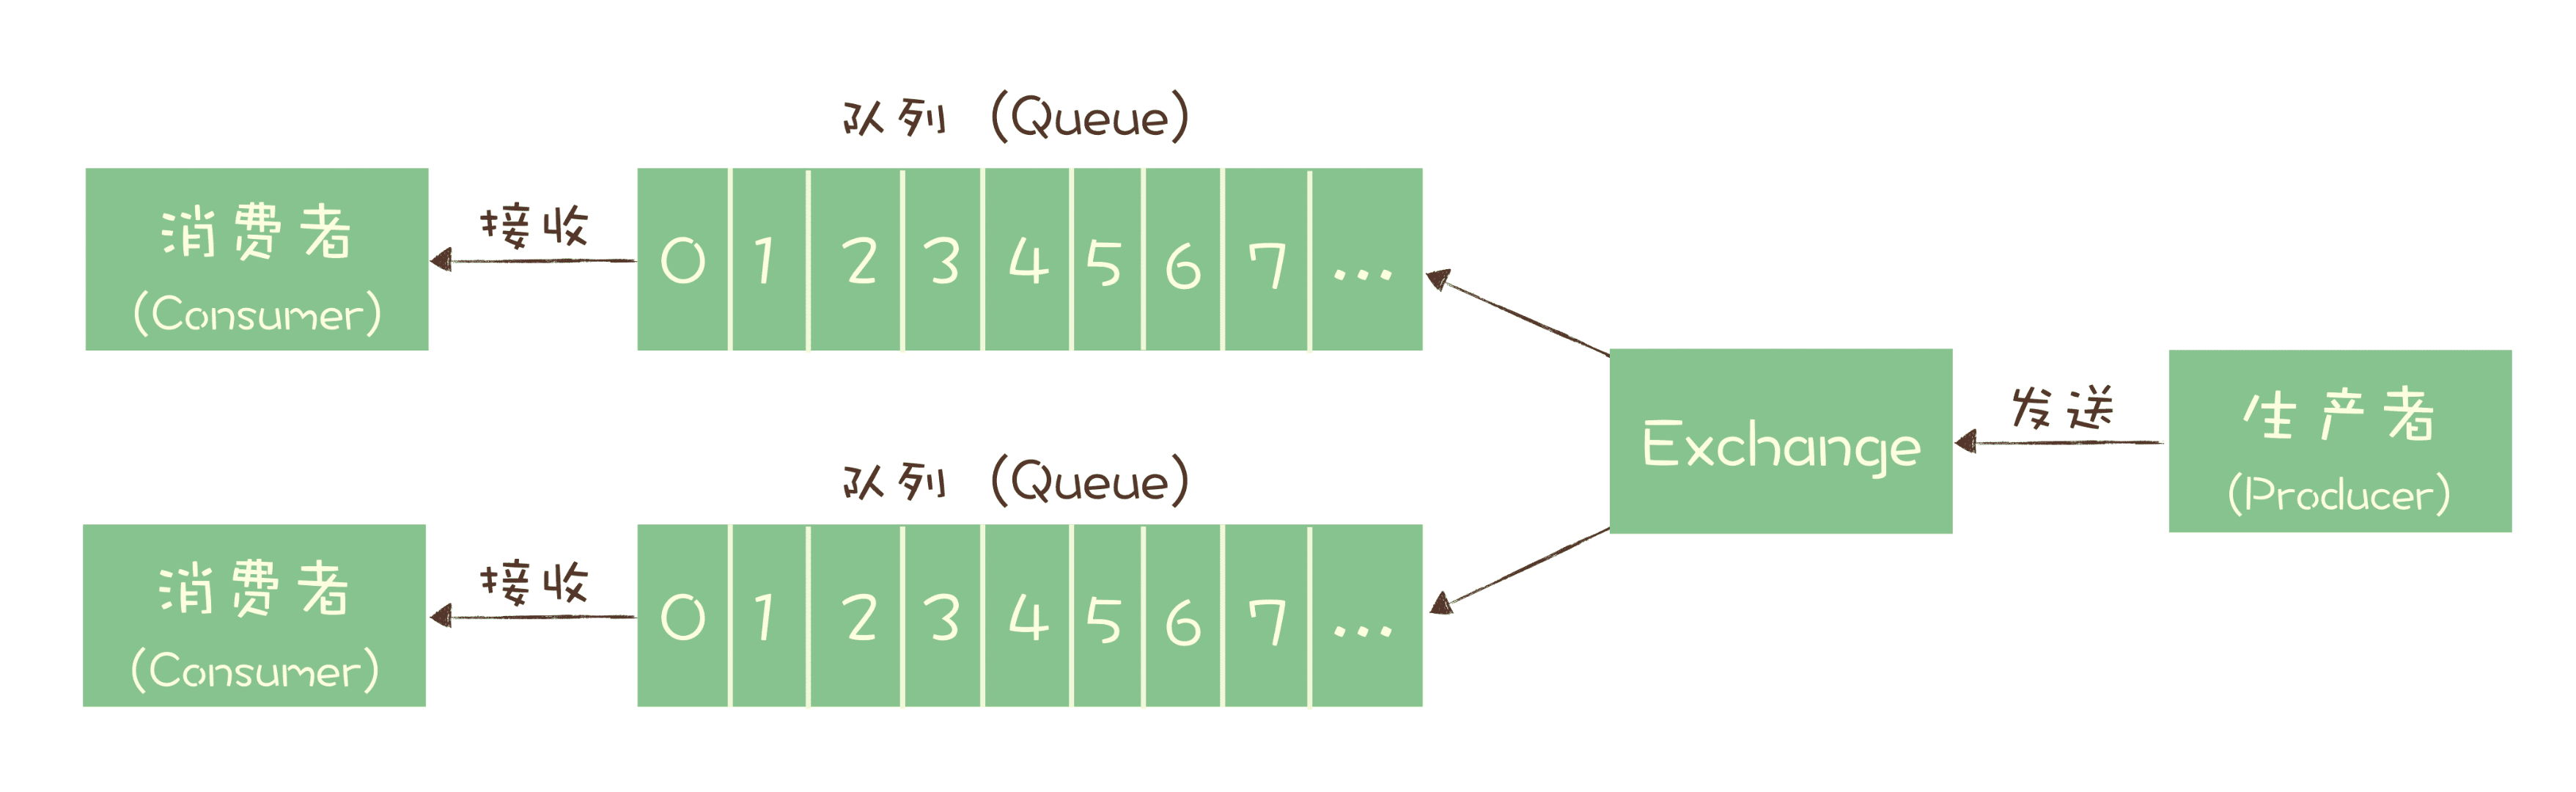 队列 (Queue)
消费者
(Consumer)
接收
0 1 2 3 4 5 6 7 ...
Exchange
发送
生产者
(Producer)
队列 (Queue)
消费者
(Consumer)
接收
0 1 2 3 4 5 6 7 ...